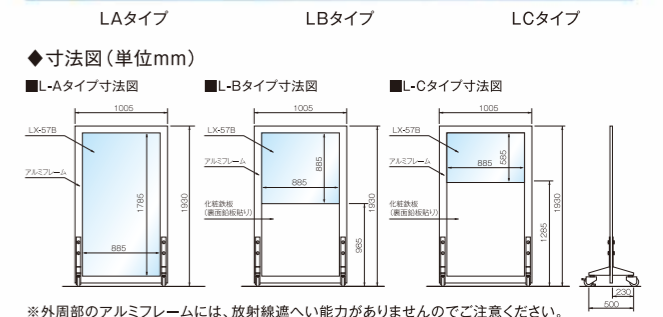 LAタイプ LBタイプ LCタイプ
◆寸法図(単位mm)
■L-Aタイプ寸法図 ■L-Bタイプ寸法図 ■L-Cタイプ寸法図
1005 1005 1005
LX-57B LX-57B LX-57B
アルミフレーム アルミフレーム アルミフレーム
885 885 585
885 885
1786 1930 1930 1930
化粧鉄板 化粧鉄板
(裏面鉛板貼り) (裏面鉛板貼り)
985 1285
230
500
※外周部のアルミフレームには、放射線遮へい能力がありませんのでご注意ください。